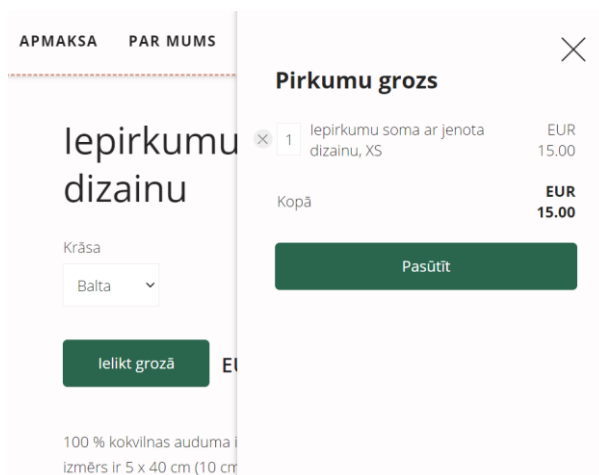 APMAKSA PAR MUMS
Iepirkumu
dizainu
Krāsa
Balta
Ielikt grozā
100 % kokvilnas auduma
izmērs ir 5 x 40 cm (10 cm
Pirkumu grozs
1 Iepirkumu soma ar jenota EUR
dizainu, XS 15.00
Kopā EUR
15.00
Pasūtīt